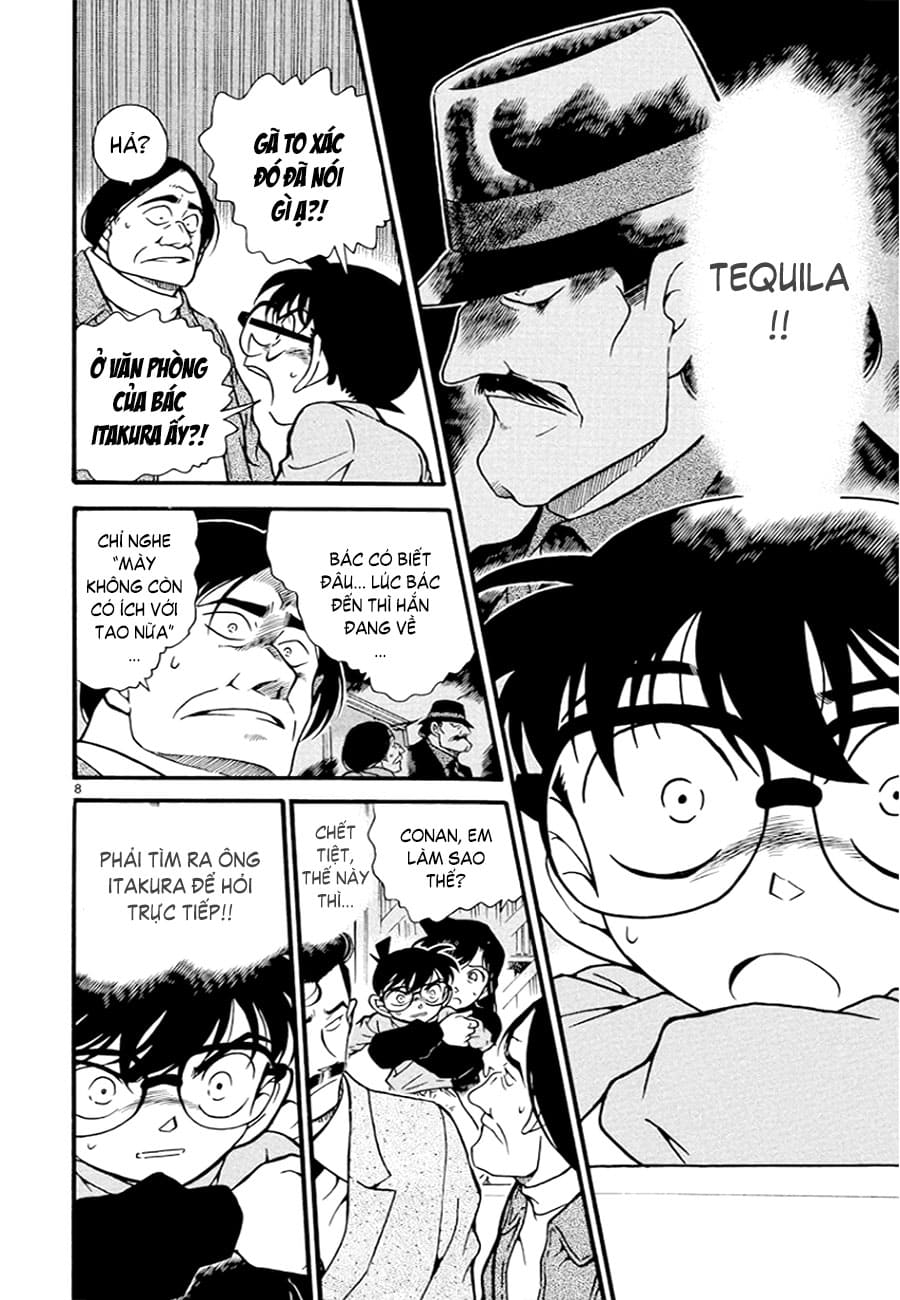 TEQUILA
!!
GÃ TO XÁC
ĐÓ ĐÃ NÓI
GÌ Ạ?!
HẢ?
Ở VĂN PHÒNG
CỦA BÁC
ITAKURA ẤY?!
BÁC CÓ BIẾT
ĐÂU... LÚC BÁC
ĐẾN THÌ HẮN
ĐANG VỀ
...
CHỈ NGHE
“MÀY
KHÔNG CÒN
CÓ ÍCH VỚI
TAO NỮA”
...
8
CONAN, EM
LÀM SAO
THẾ?
CHẾT
TIỆT,
THẾ NÀY
THÌ...
PHẢI TÌM RA ÔNG
ITAKURA ĐỂ HỎI
TRỰC TIẾP!!